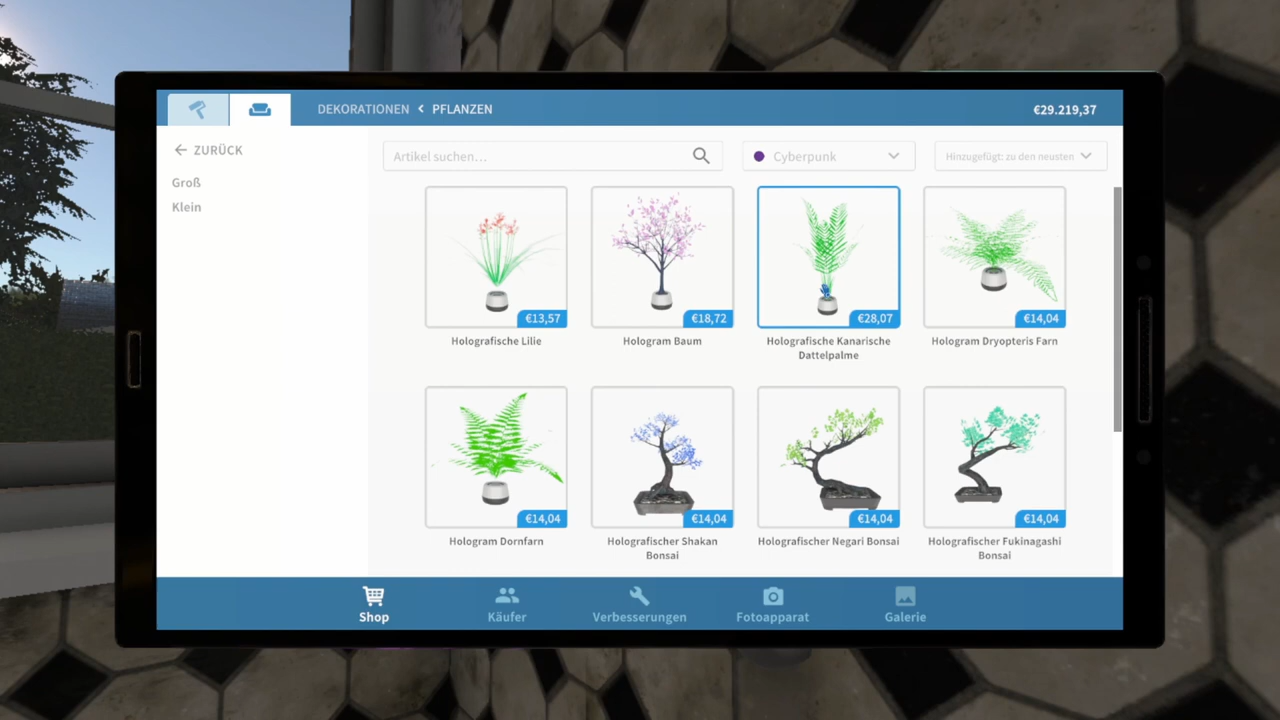 DEKORATIONEN < PFLANZEN
€29.219,37
ZURÜCK
Groß
Klein
Artikel suchen...
Cyberpunk
Hinzugefügt: zu den neusten
€13,57
€18,72
€28,07
€14,04
Holografische Lilie
Hologram Baum
Holografische Kanarische
Dattelpalme
Hologram Dryopteris Farn
€14,04
€14,04
€14,04
€14,04
Hologram Dornfarn
Holografischer Shakan
Bonsai
Holografischer Negari Bonsai
Holografischer Fukinagashi
Bonsai
Shop
Käufer
Verbesserungen
Fotoapparat
Galerie